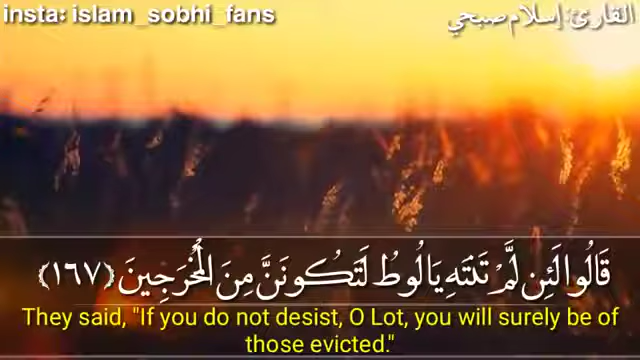 insta: islam_sobhi_fans
القارئ: إسلام صبحي
قَالُوا لَئِن لَّمْ تَنتَهِ يَا لُوطُ لَتَكُونَنَّ مِنَ الْمُخْرَجِينَ (١٦٧)
They said, "If you do not desist, O Lot, you will surely be of
those evicted."